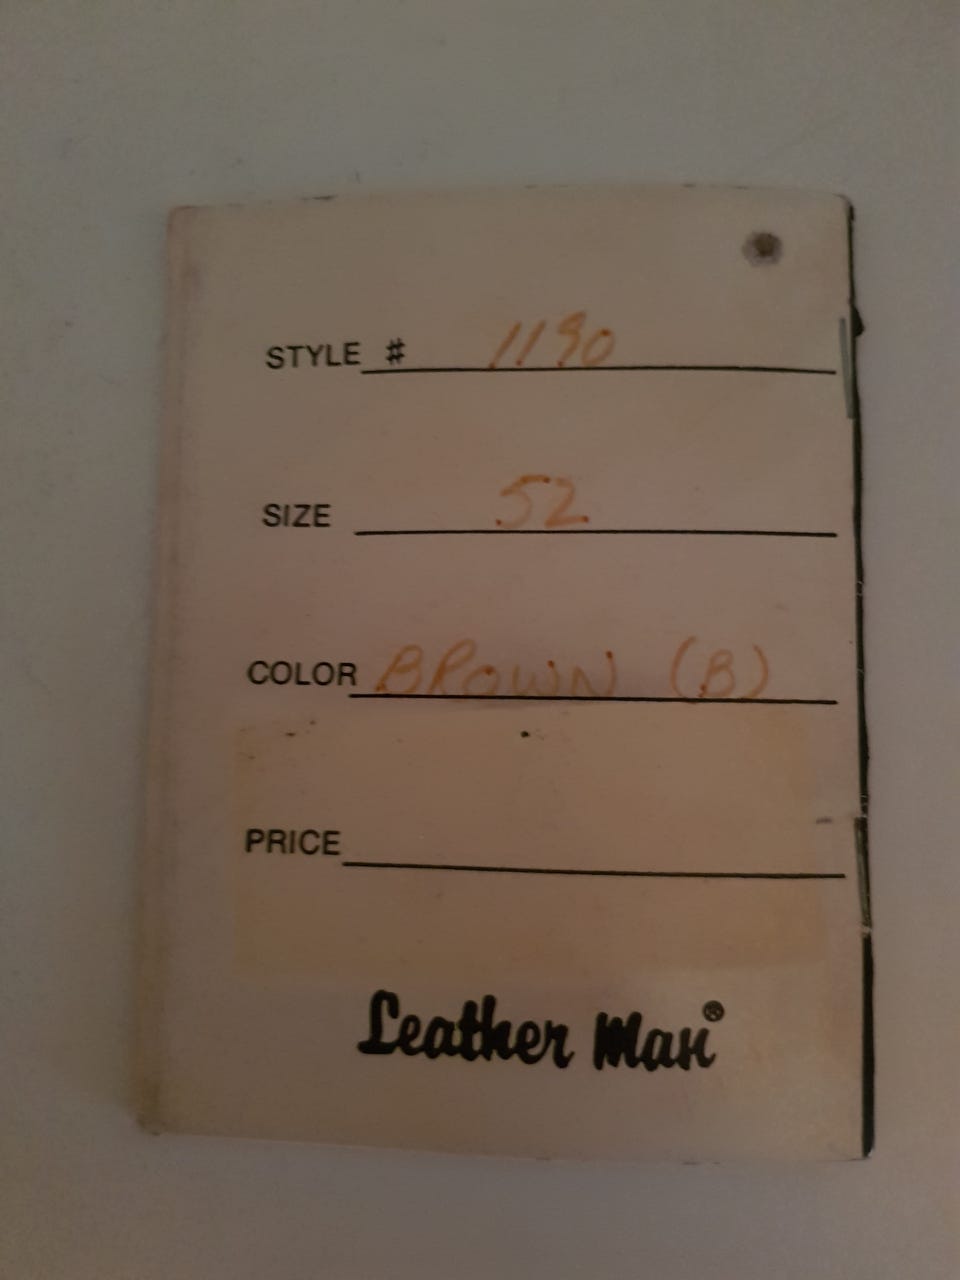 STYLE # 1190
SIZE 52
COLOR BROWN (B)
PRICE
Leather Man®